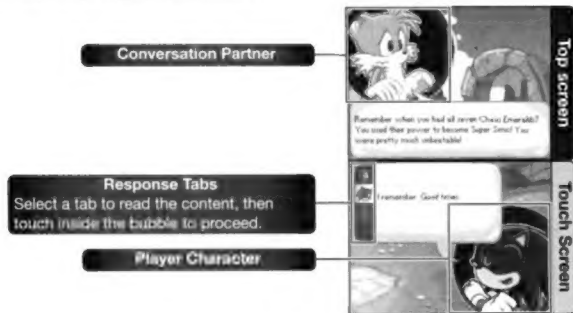 Conversation Partner
Top screen
Remember when you had all seven Chaos Emeralds?
You used their power to become Super Sonic! You
were pretty much unbeatable!
Response Tabs
Select a tab to read the content, then
touch inside the bubble to proceed.
I remember. Good times.
Touch Screen
Player Character